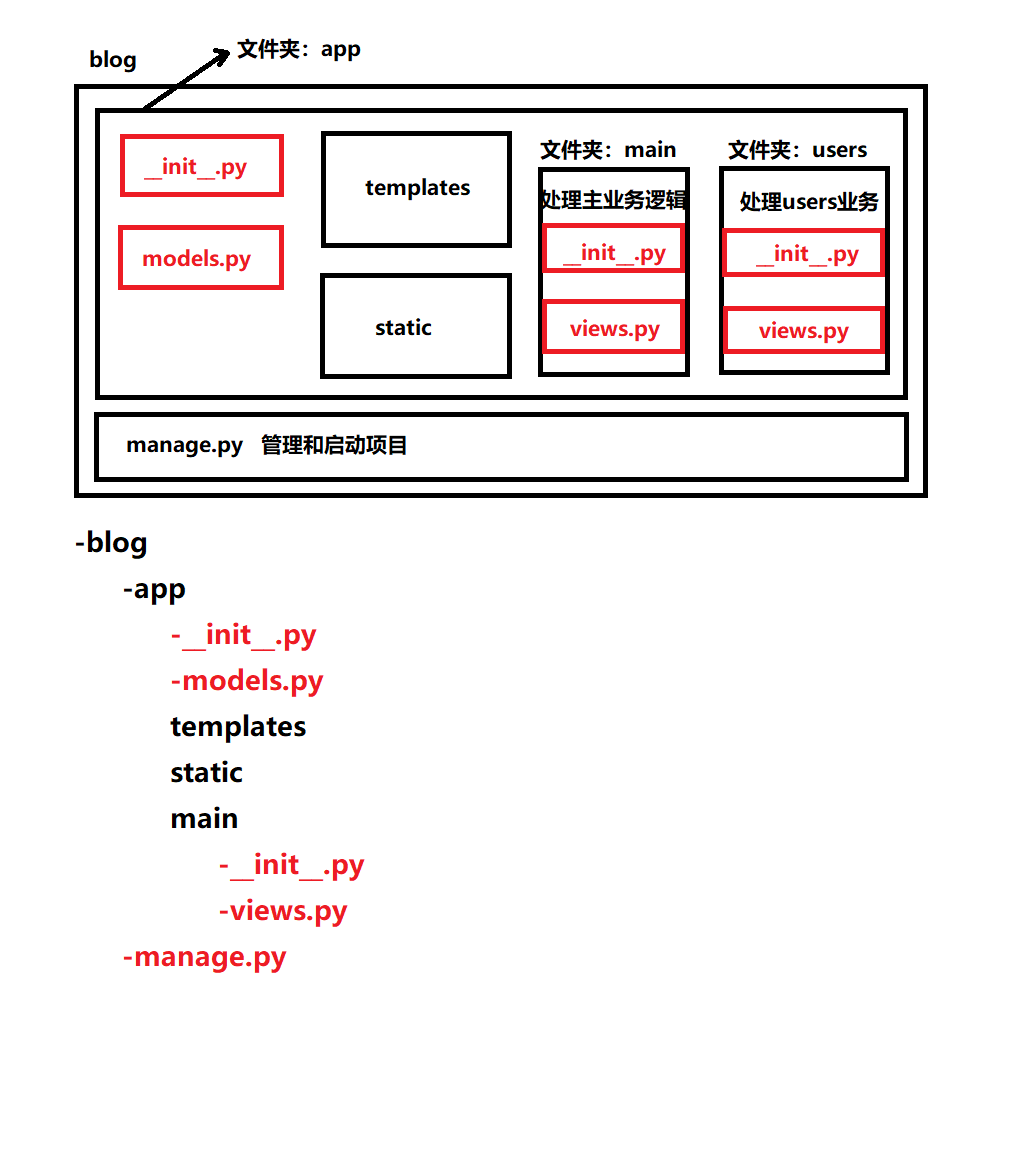 blog
文件夹：app
__init__.py
models.py
templates
static
文件夹：main
处理主业务逻辑
__init__.py
views.py
文件夹：users
处理users业务
__init__.py
views.py
manage.py 管理和启动项目
-blog
-app
-__init__.py
-models.py
templates
static
main
-__init__.py
-views.py
-manage.py